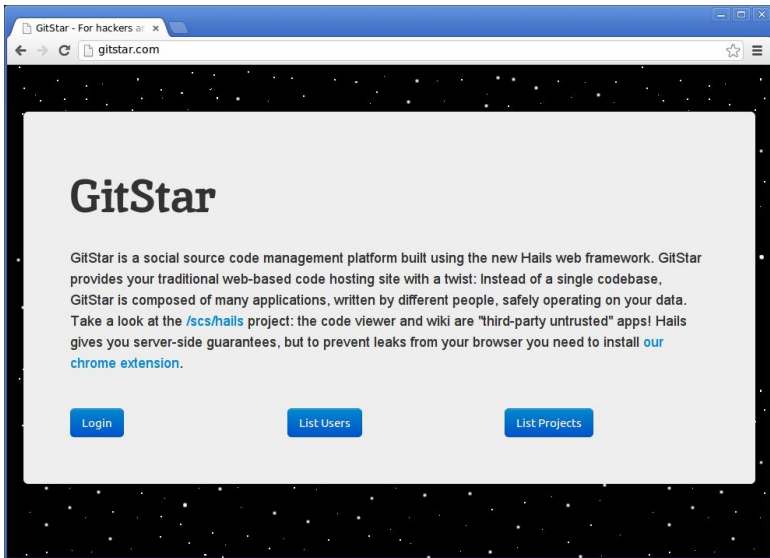 GitStar - For hackers a
gitstar.com
GitStar
GitStar is a social source code management platform built using the new Hails web framework. GitStar
provides your traditional web-based code hosting site with a twist: Instead of a single codebase,
GitStar is composed of many applications, written by different people, safely operating on your data.
Take a look at the /scs/hails project: the code viewer and wiki are "third-party untrusted" apps! Hails
gives you server-side guarantees, but to prevent leaks from your browser you need to install our
chrome extension.
Login
List Users
List Projects